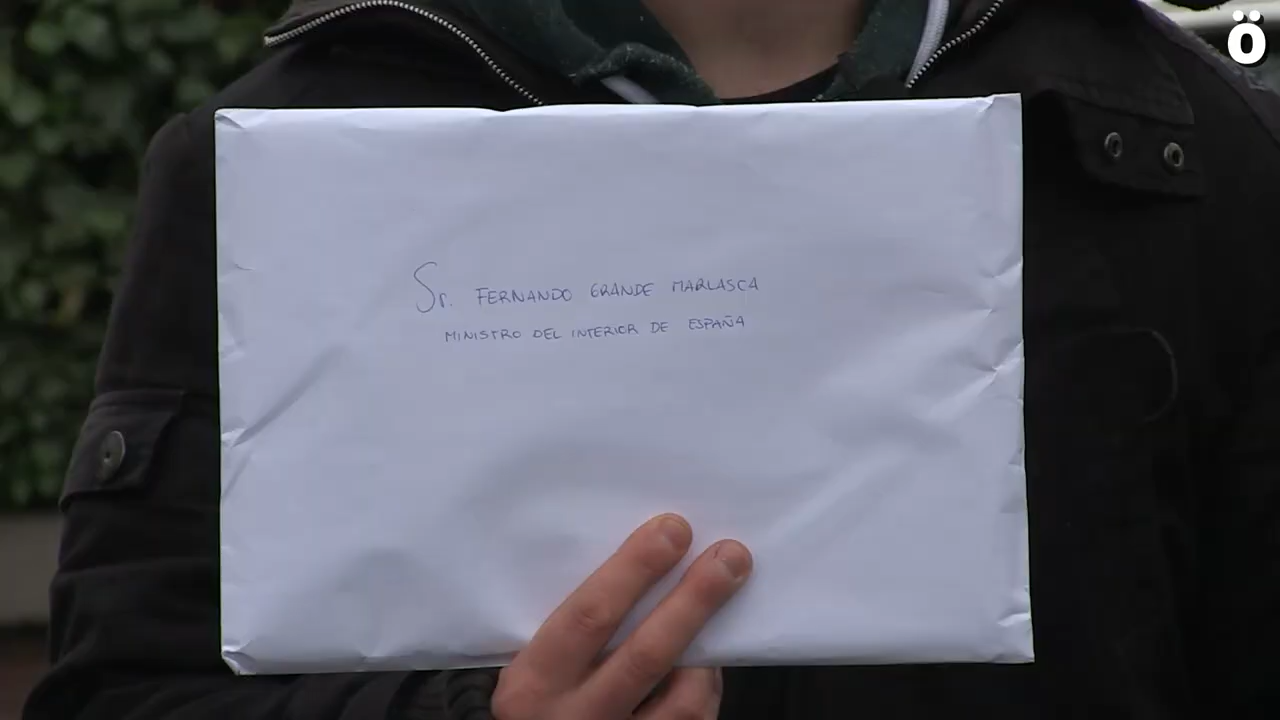 ö
Sr. FERNANDO GRANDE MARLASCA
MINISTRO DEL INTERIOR DE ESPAÑA